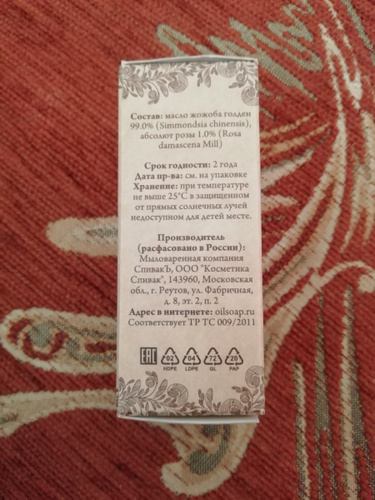 Состав: масло жожоба голден
99.0% (Simmondsia chinensis),
абсолют розы 1.0% (Rosa
damascena Mill)
Срок годности: 2 года
Дата пр-ва: см. на упаковке
Хранение: при температуре
не выше 25°С в защищенном
от прямых солнечных лучей
недоступном для детей месте.
Производитель
(расфасовано в России):
Мыловаренная компания
СпивакЪ, ООО "Косметика
Спивак", 143960, Московская
обл., г. Реутов, ул. Фабричная,
д. 8, эт. 2, п. 2
Адрес в интернете: oilsoap.ru
Соответствует ТР ТС 009/2011
EAC 02 04 72 20
HDPE LDPE GL PAP